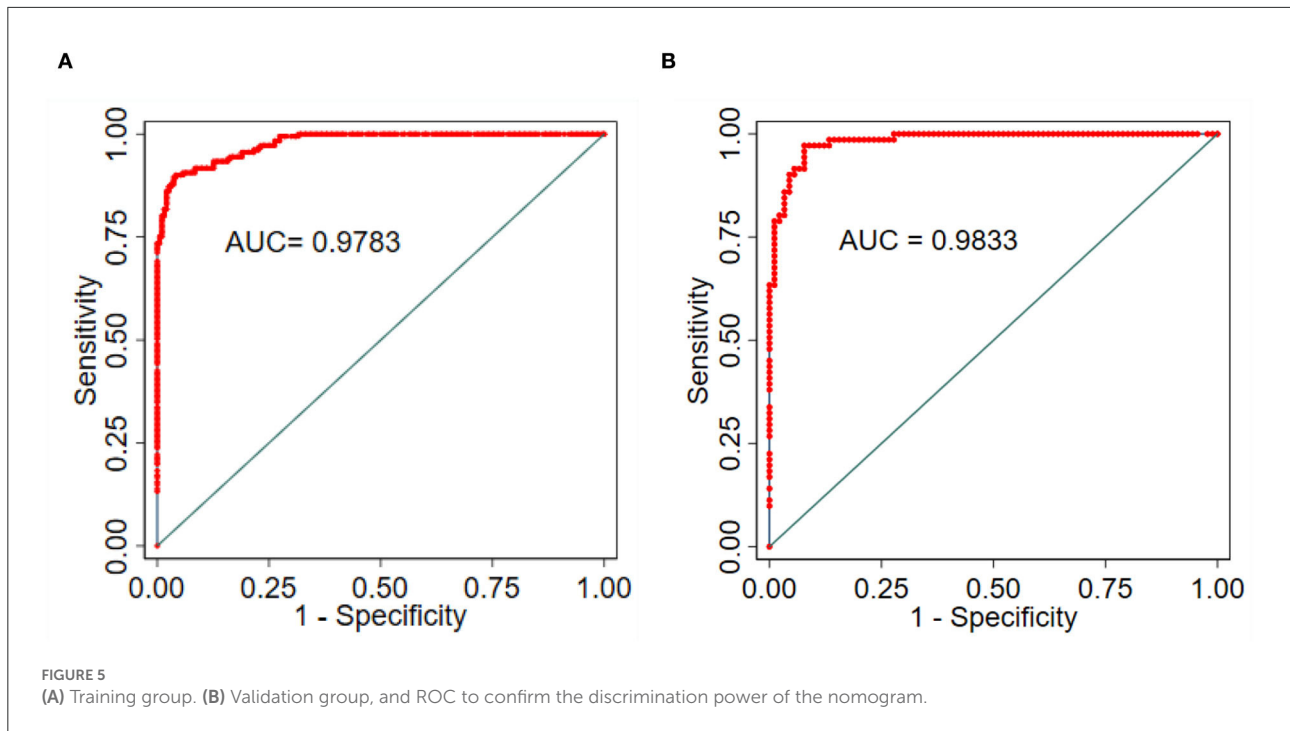 A
B
1.00
0.75
0.50
0.25
0.00
Sensitivity
AUC= 0.9783
0.00 0.25 0.50 0.75 1.00
1 - Specificity
1.00
0.75
0.50
0.25
0.00
Sensitivity
AUC = 0.9833
0.00 0.25 0.50 0.75 1.00
1 - Specificity
FIGURE 5
(A) Training group. (B) Validation group, and ROC to confirm the discrimination power of the nomogram.